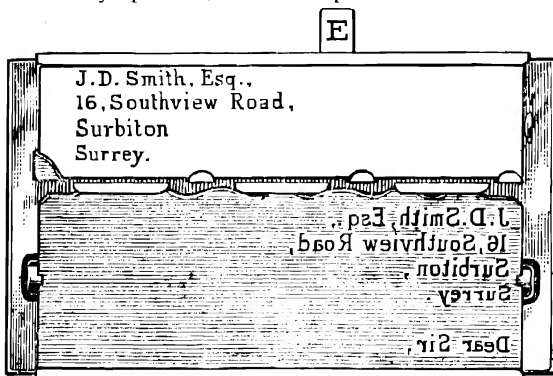 E
J.D. Smith, Esq.,
16, Southview Road,
Surbiton
Surrey.
J. D. Smith, Esq.,
16, Southview Road,
Surbiton,
Surrey.
Dear Sir,